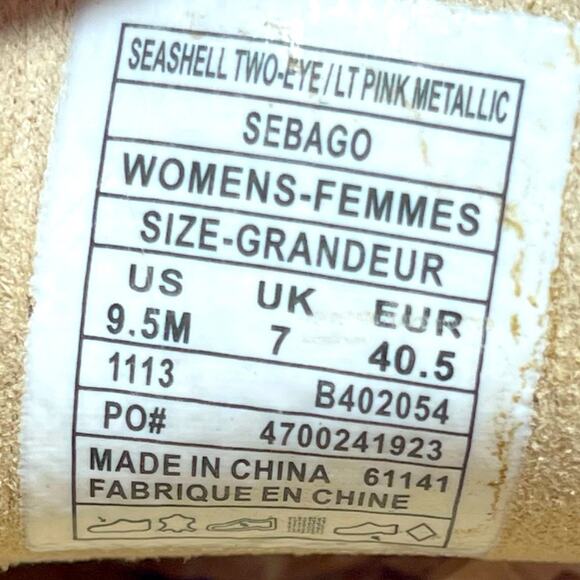 SEASHELL TWO-EYE/LT PINK METALLIC
SEBAGO
WOMENS-FEMMES
SIZE-GRANDEUR
US UK EUR
9.5M 7 40.5
1113 B402054
PO# 4700241923
MADE IN CHINA 61141
FABRIQUE EN CHINE